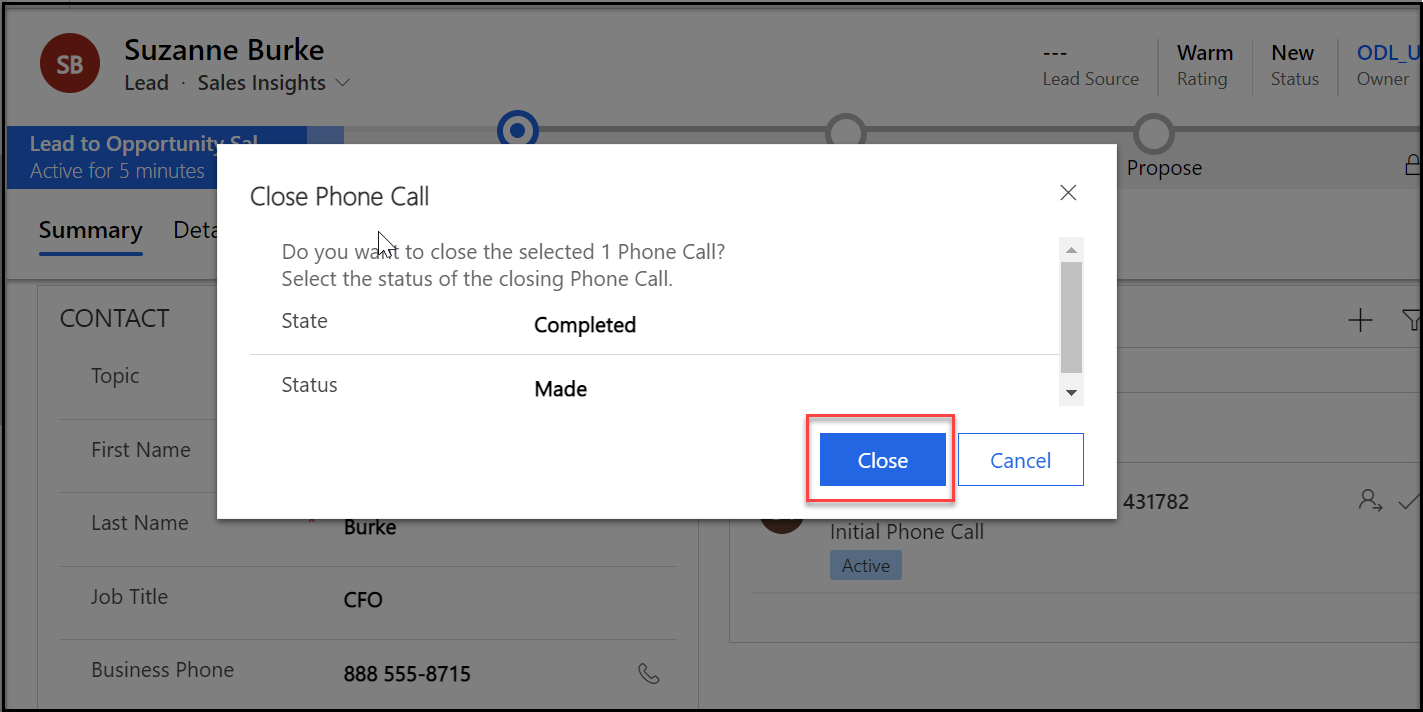 SB
Suzanne Burke
Lead · Sales Insights
---
Lead Source
Warm
Rating
New
Status
ODL_U
Owner
Lead to Opportunity Sal
Active for 5 minutes
Propose
Summary
Deta
Close Phone Call
Do you want to close the selected 1 Phone Call?
Select the status of the closing Phone Call.
State Completed
Status Made
Close Cancel
CONTACT
Topic
First Name
Last Name * Burke
Job Title CFO
Business Phone 888 555-8715
431782
Initial Phone Call
Active